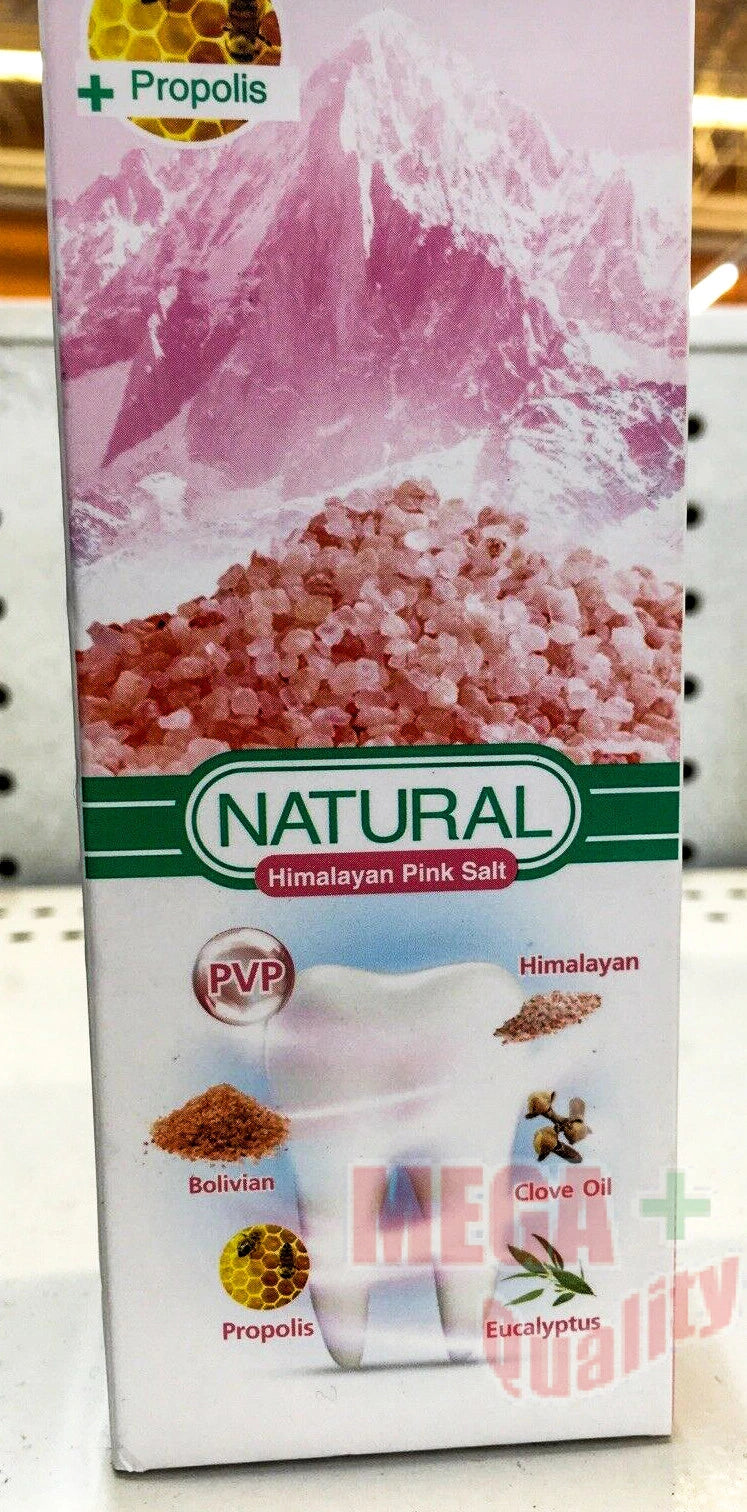 + Propolis
NATURAL
Himalayan Pink Salt
PVP
Himalayan
Bolivian
Clove Oil
Propolis
Eucalyptus
MEGA +
Quality